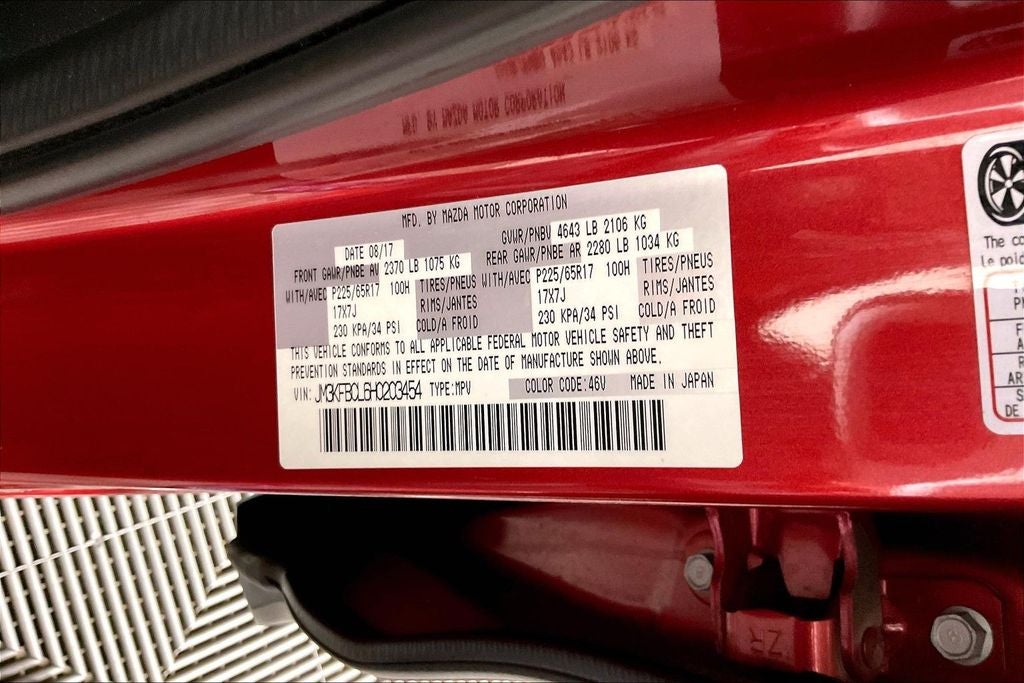 MFD. BY MAZDA MOTOR CORPORATION
DATE 08/17 GVWR/PNBV 4643 LB 2106 KG
FRONT GAWR/PNBE AV 2370 LB 1075 KG REAR GAWR/PNBE AR 2280 LB 1034 KG
WITH/AVEC P225/65R17 100H TIRES/PNEUS WITH/AVEC P225/65R17 100H TIRES/PNEUS
17X7J RIMS/JANTES 17X7J RIMS/JANTES
230 KPA/34 PSI COLD/A FROID 230 KPA/34 PSI COLD/A FROID
THIS VEHICLE CONFORMS TO ALL APPLICABLE FEDERAL MOTOR VEHICLE SAFETY AND THEFT
PREVENTION STANDARDS IN EFFECT ON THE DATE OF MANUFACTURE SHOWN ABOVE.
VIN: JM3KFBCL6H0203454 TYPE:MPV COLOR CODE:46V MADE IN JAPAN
The
Le
DE